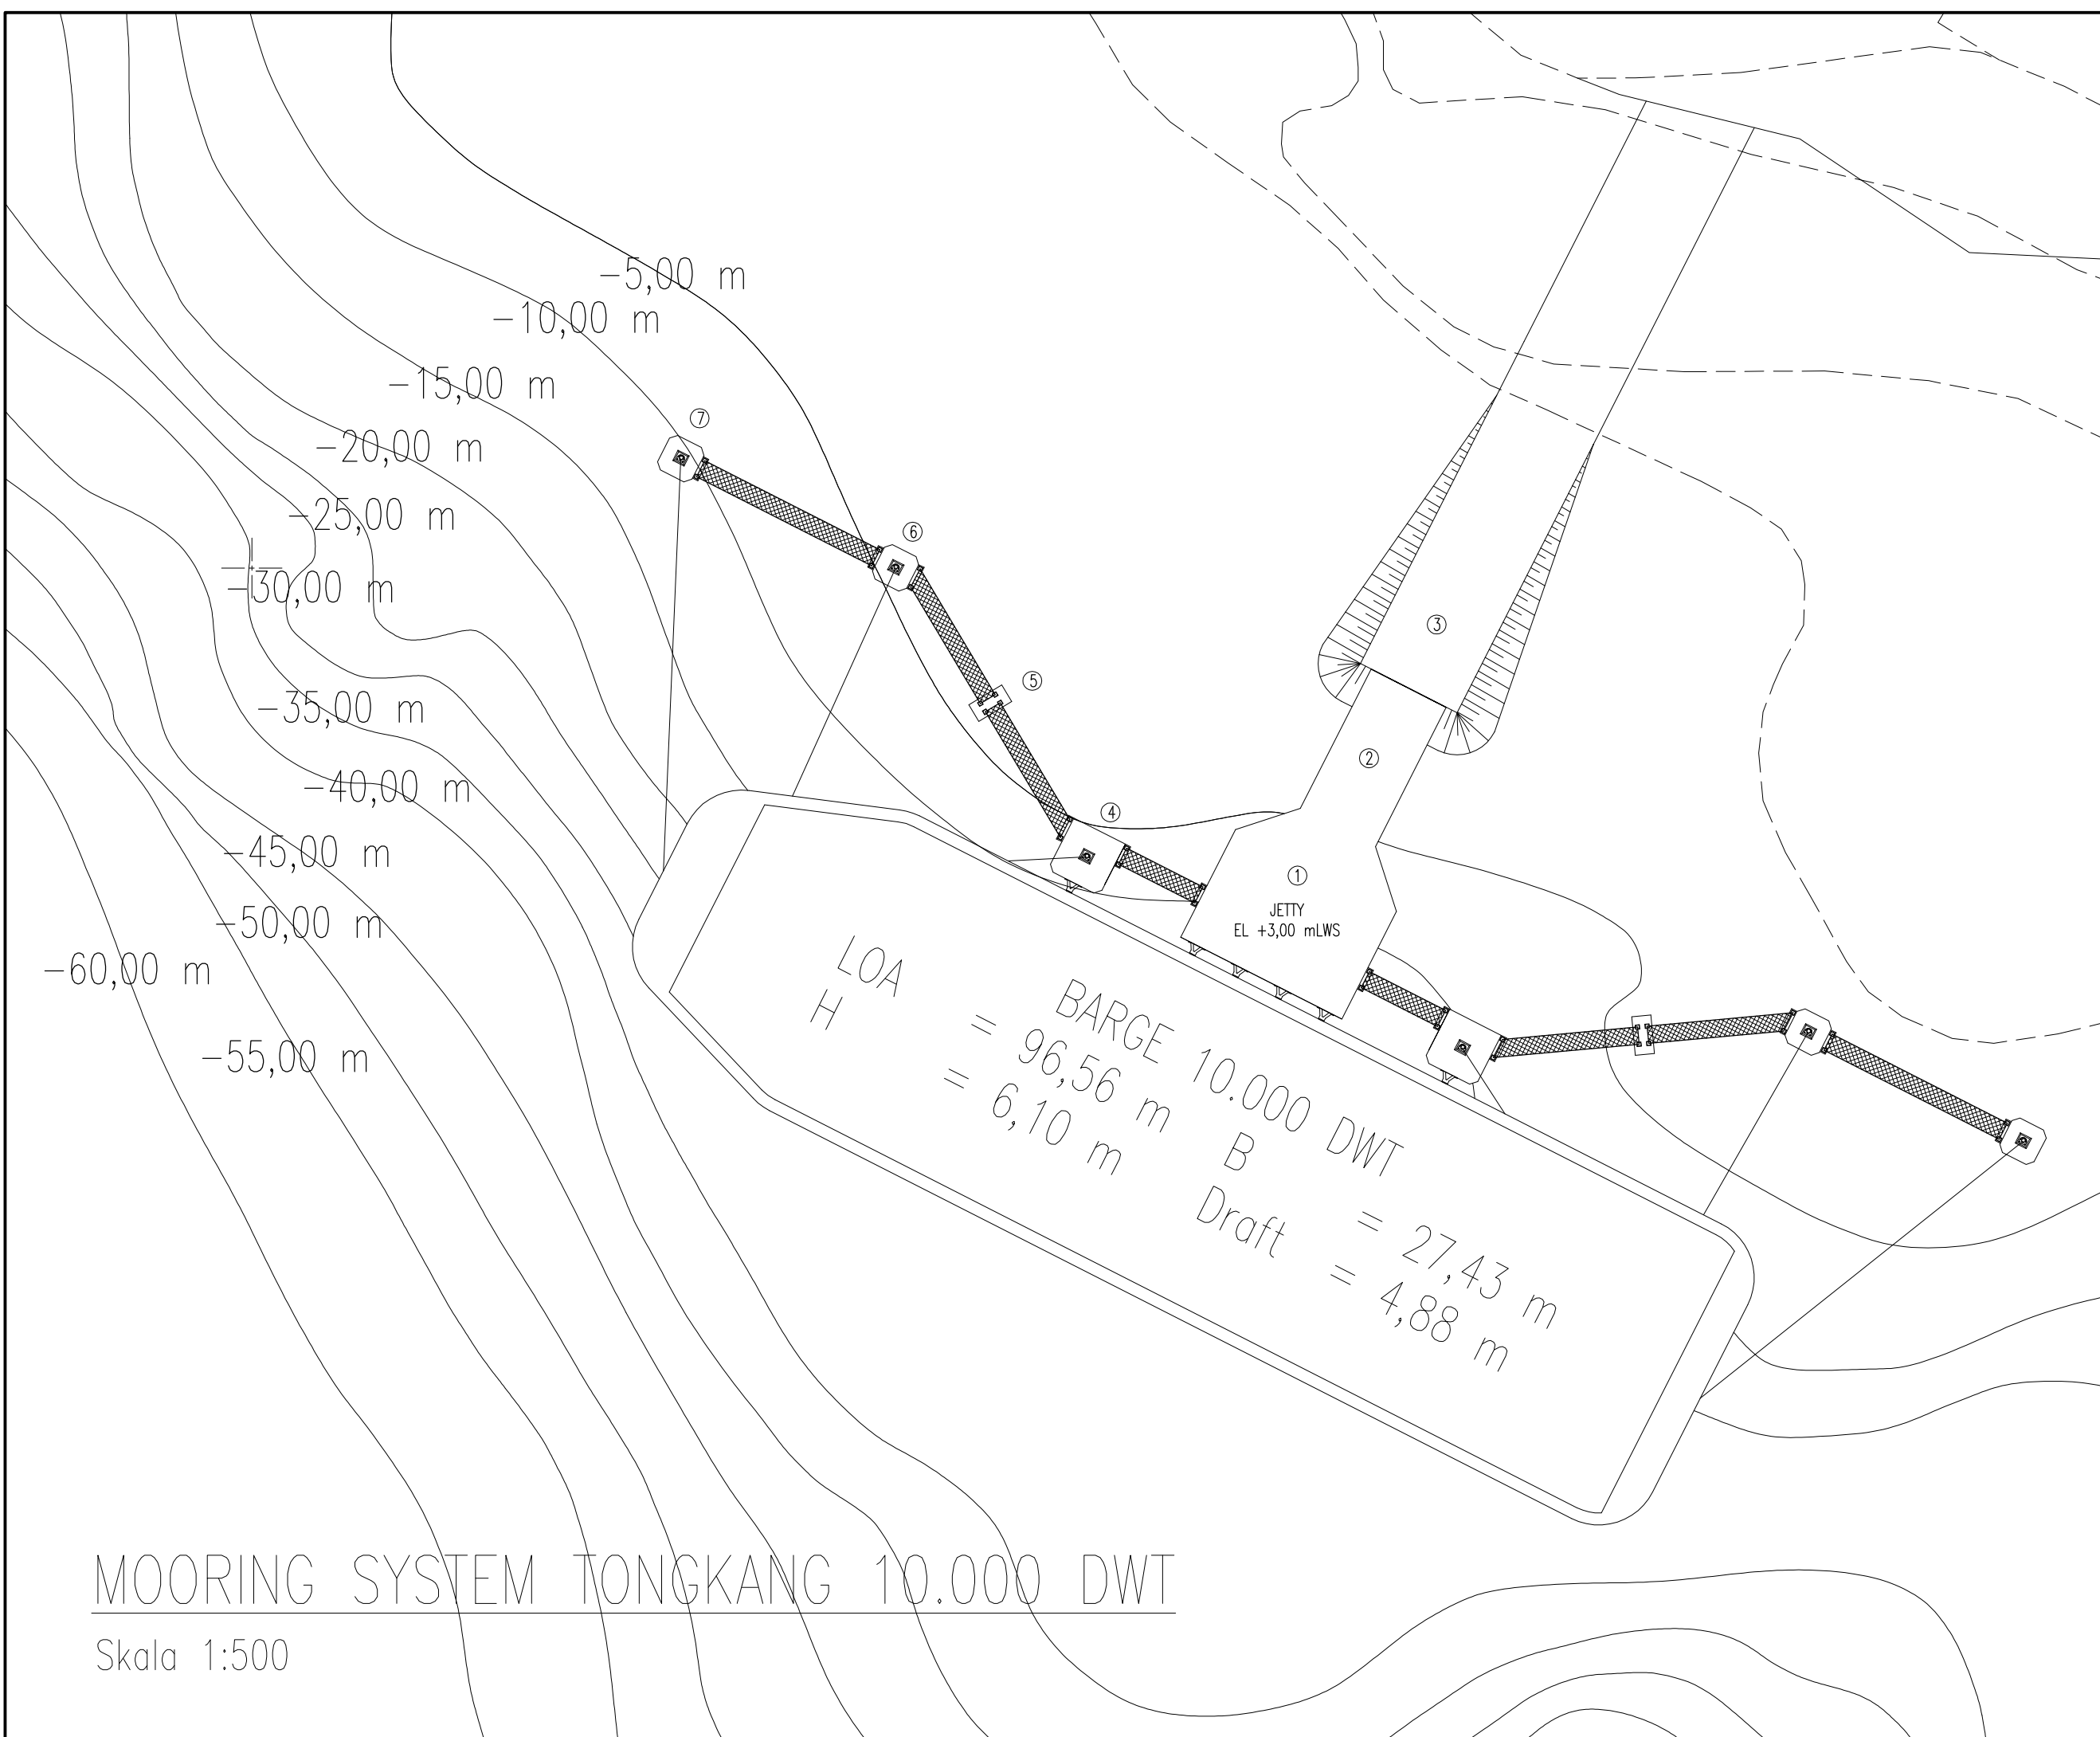 -5,00 m
-10,00 m
-15,00 m
⑦
-20,00 m
-25,00 m
⑥
-30,00 m
③
⑤
-35,00 m
②
-40,00 m
④
-45,00 m
①
JETTY
EL +3,00 mLWS
-50,00 m
-60,00 m
-55,00 m
BARGE 10.000 DWT
LOA = 96,56 m B = 27,43 m
H = 6,10 m Draft = 4,88 m
MOORING SYSTEM TONGKANG 10.000 DWT
Skala 1:500